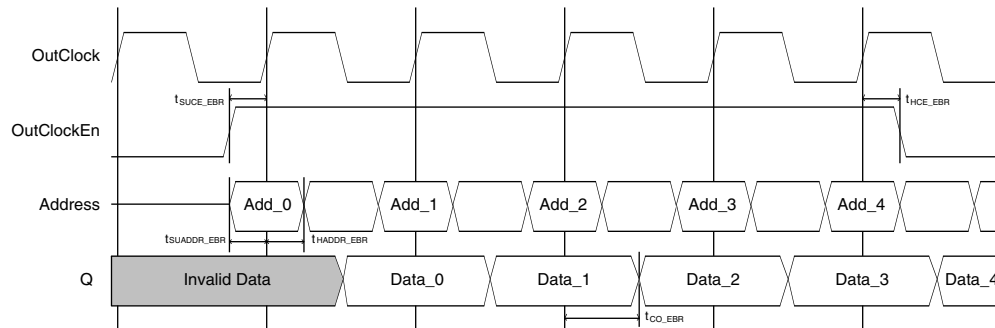 OutClock
tSUCE_EBR
tHCE_EBR
OutClockEn
Address
Add_0
Add_1
Add_2
Add_3
Add_4
tSUADDR_EBR
tHADDR_EBR
Q
Invalid Data
Data_0
Data_1
Data_2
Data_3
Data_4
tCO_EBR